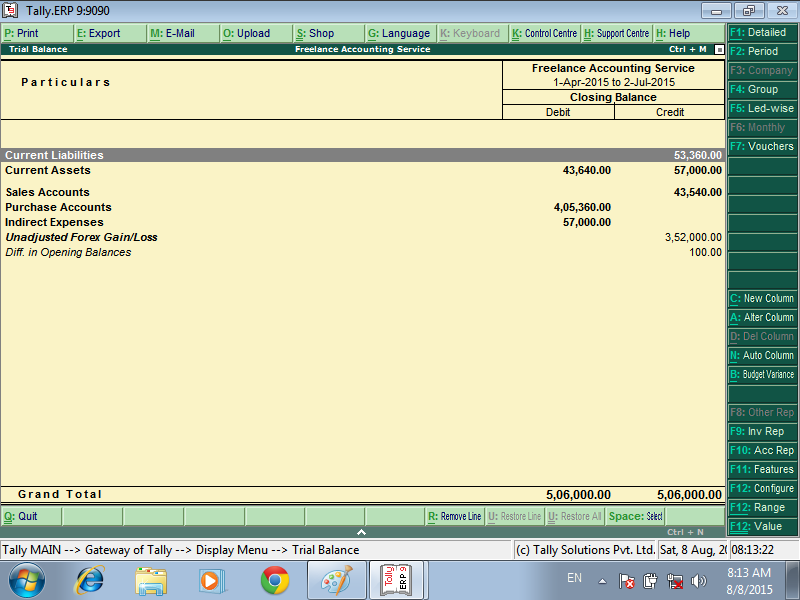 Tally.ERP 9:9090
P: Print E: Export M: E-Mail O: Upload S: Shop G: Language K: Keyboard K: Control Centre H: Support Centre H: Help
Trial Balance Freelance Accounting Service Ctrl + M
Particulars
Freelance Accounting Service
1-Apr-2015 to 2-Jul-2015
Closing Balance
Debit Credit
Current Liabilities 53,360.00
Current Assets 43,640.00 57,000.00
Sales Accounts 43,540.00
Purchase Accounts 4,05,360.00
Indirect Expenses 57,000.00
Unadjusted Forex Gain/Loss 3,52,000.00
Diff. in Opening Balances 100.00
Grand Total 5,06,000.00 5,06,000.00
F1: Detailed
F2: Period
F3: Company
F4: Group
F5: Led-wise
F6: Monthly
F7: Vouchers
C: New Column
A: Alter Column
D: Del Column
N: Auto Column
B: Budget Variance
F8: Other Rep
F9: Inv Rep
F10: Acc Rep
F11: Features
F12: Configure
F12: Range
F12: Value
Q: Quit R: Remove Line U: Restore Line U: Restore All Space: Select
Ctrl + N
Tally MAIN --> Gateway of Tally --> Display Menu --> Trial Balance (c) Tally Solutions Pvt. Ltd. Sat, 8 Aug, 20 08:13:22
Tally ERP 9
EN 8:13 AM
8/8/2015